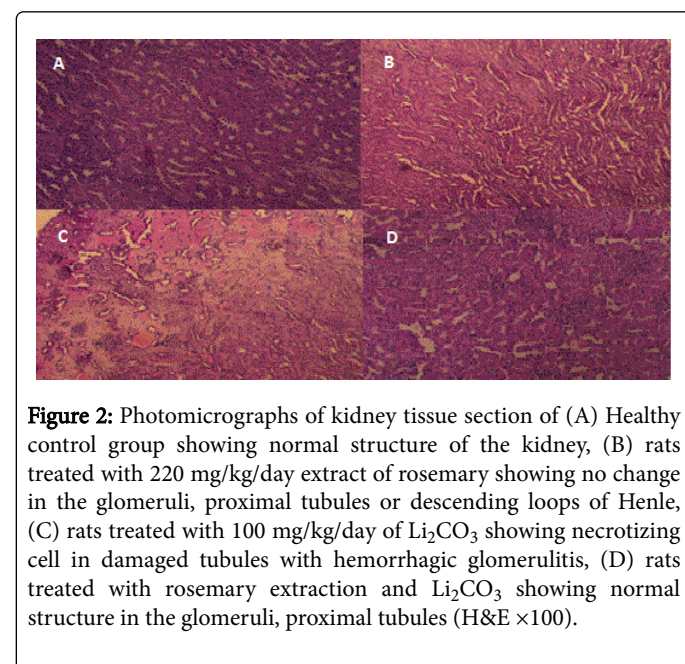 A
B
C
D
Figure 2: Photomicrographs of kidney tissue section of (A) Healthy
control group showing normal structure of the kidney, (B) rats
treated with 220 mg/kg/day extract of rosemary showing no change
in the glomeruli, proximal tubules or descending loops of Henle,
(C) rats treated with 100 mg/kg/day of Li₂CO₃ showing necrotizing
cell in damaged tubules with hemorrhagic glomerulitis, (D) rats
treated with rosemary extraction and Li₂CO₃ showing normal
structure in the glomeruli, proximal tubules (H&E ×100).